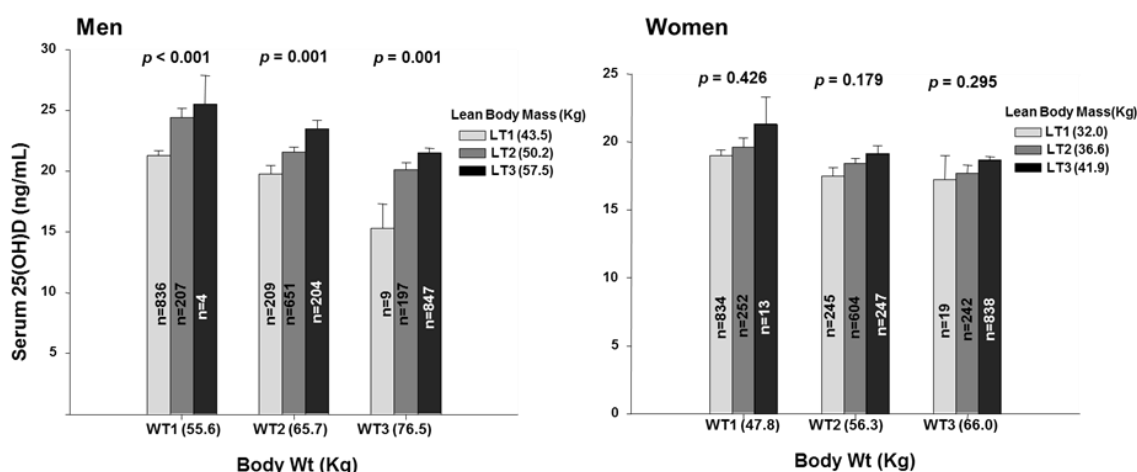 Men
Serum 25(OH)D (ng/mL)
30
25
20
15
10
5
p < 0.001
p = 0.001
p = 0.001
Lean Body Mass (Kg)
LT1 (43.5)
LT2 (50.2)
LT3 (57.5)
n=836
n=207
n=4
n=209
n=651
n=204
n=9
n=197
n=847
WT1 (55.6)
WT2 (65.7)
WT3 (76.5)
Body Wt (Kg)
Women
25
20
15
10
5
0
p = 0.426
p = 0.179
p = 0.295
Lean Body Mass(Kg)
LT1 (32.0)
LT2 (36.6)
LT3 (41.9)
n=834
n=252
n=13
n=245
n=604
n=247
n=19
n=242
n=838
WT1 (47.8)
WT2 (56.3)
WT3 (66.0)
Body Wt (Kg)